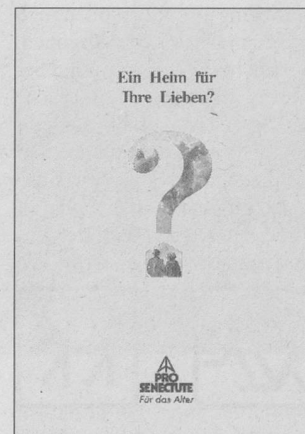 Ein Heim für
Ihre Lieben?
?
PRO
SENECTUTE
Für das Alter